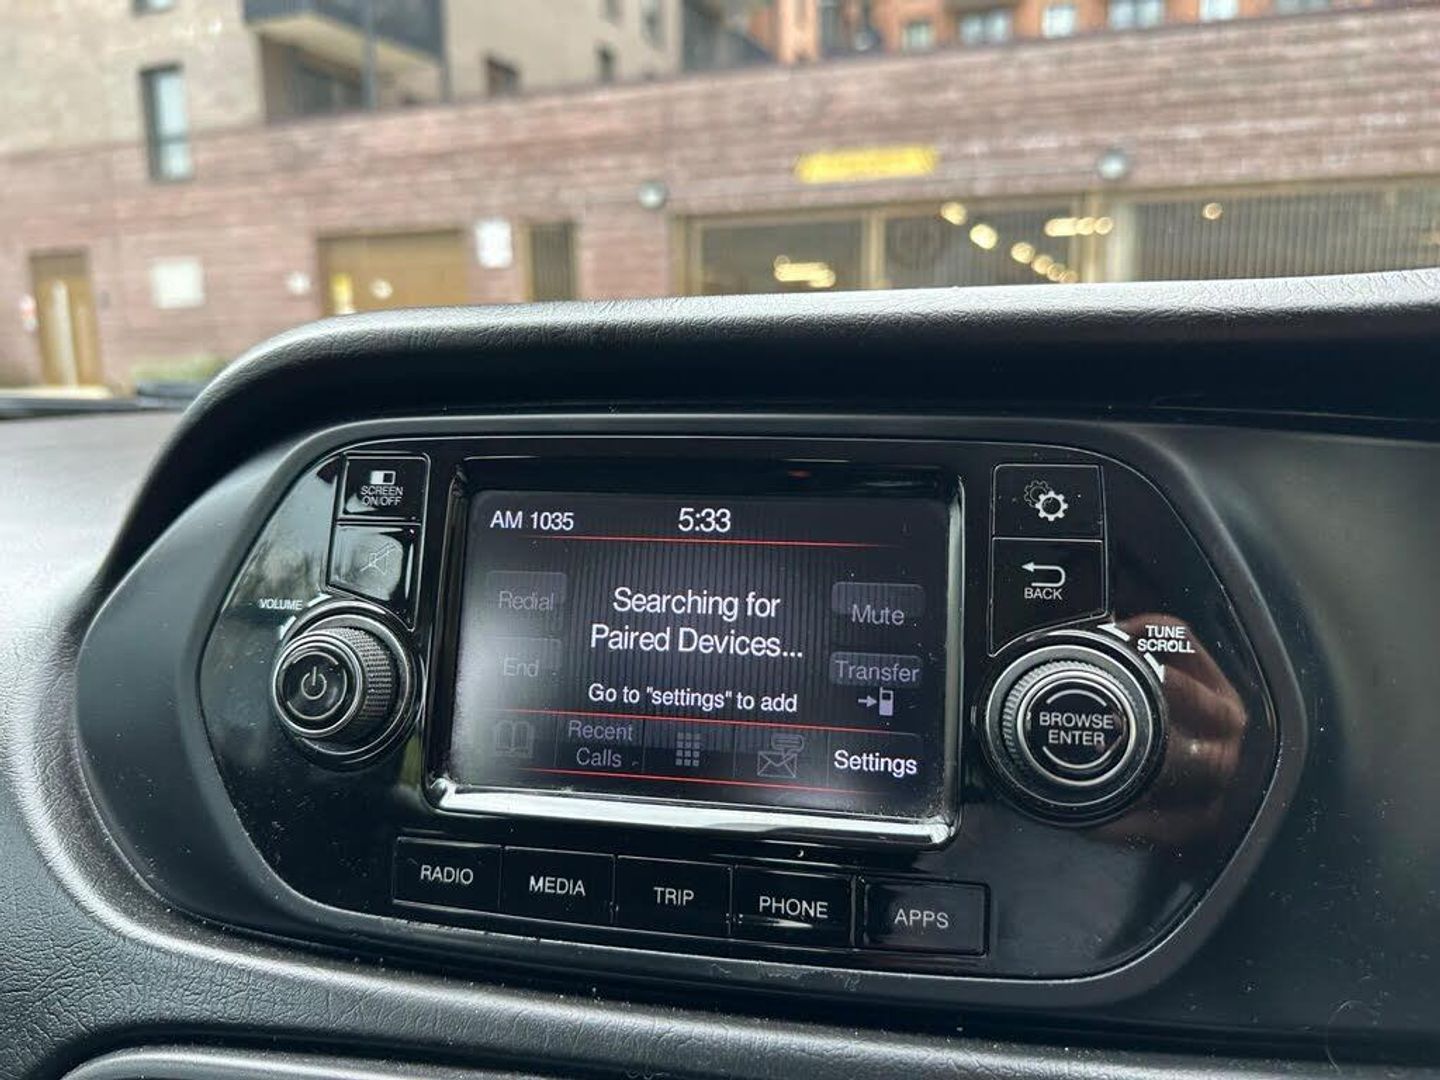 SCREEN
ON/OFF
VOLUME
AM 1035
5:33
Redial
End
Searching for
Paired Devices...
Go to "settings" to add
Mute
Transfer
Recent
Calls
Settings
BACK
TUNE
SCROLL
BROWSE
ENTER
RADIO
MEDIA
TRIP
PHONE
APPS